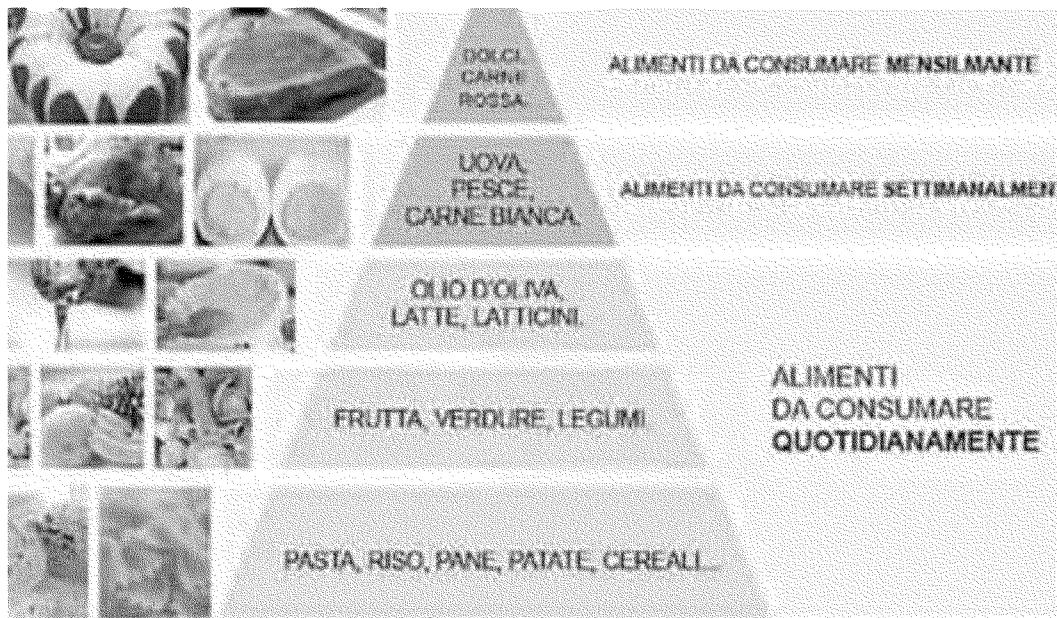 DOLCI,
CARNE
ROSSA.
ALIMENTI DA CONSUMARE MENSILMANTE
UOVA,
PESCE,
CARNE BIANCA.
ALIMENTI DA CONSUMARE SETTIMANALMEN
OLIO D'OLIVA,
LATTE, LATTICINI.
FRUTTA, VERDURE, LEGUMI
ALIMENTI
DA CONSUMARE
QUOTIDIANAMENTE
PASTA, RISO, PANE, PATATE, CEREALI...